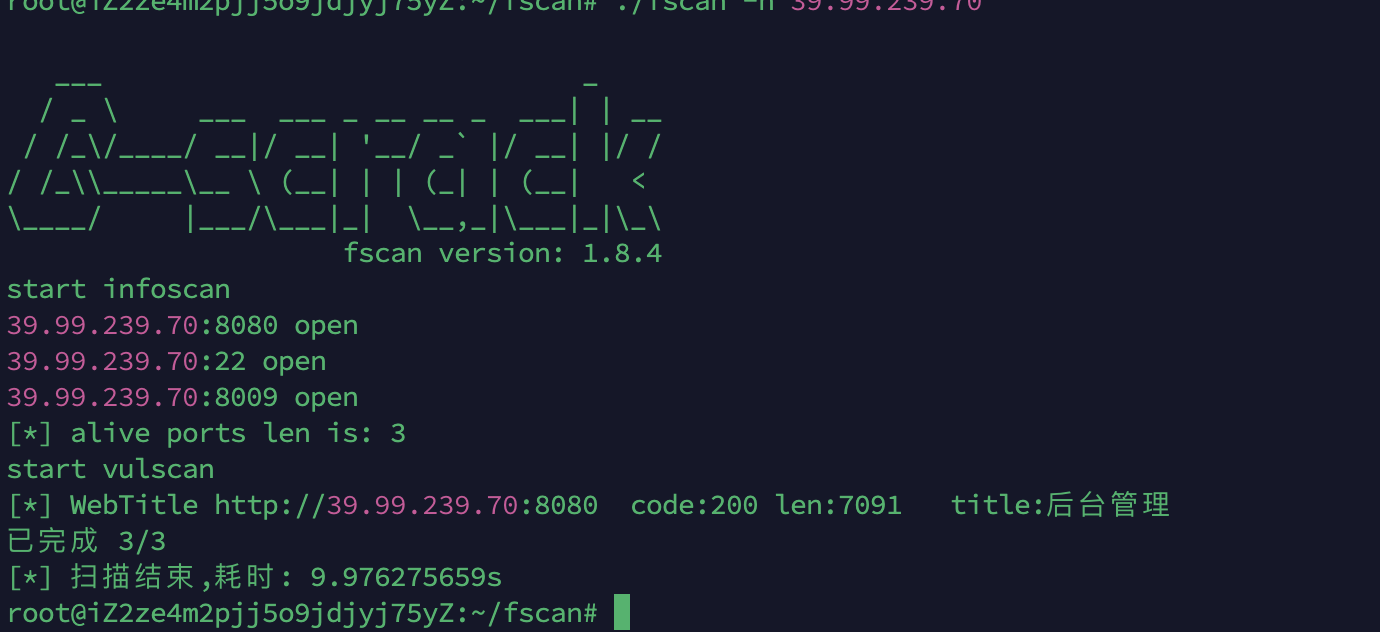 root@iZ2ze4m2pjj5o9jdjyj75yZ:~/fscan# ./fscan -h 39.99.239.70
   ___                              _
  / _ \     ___  ___ _ __ __ _  ___| | __
 / /_\/____/ __|/ __| '__/ _` |/ __| |/ /
/ /_\\_____\__ \ (__| | | (_| | (__|   <
\____/     |___/\___|_|  \__,_|\___|_|\_\
                     fscan version: 1.8.4
start infoscan
39.99.239.70:8080 open
39.99.239.70:22 open
39.99.239.70:8009 open
[*] alive ports len is: 3
start vulscan
[*] WebTitle http://39.99.239.70:8080  code:200 len:7091   title:后台管理
已完成 3/3
[*] 扫描结束,耗时: 9.976275659s
root@iZ2ze4m2pjj5o9jdjyj75yZ:~/fscan#